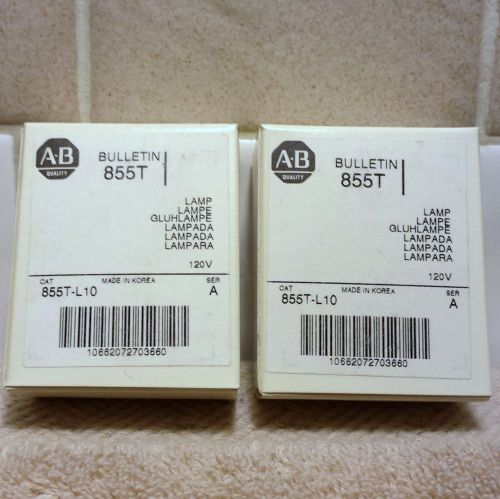 A-B
QUALITY
BULLETIN
855T
LAMP
LAMPE
GLUHLAMPE
LAMPADA
LAMPADA
LAMPARA
120V
CAT
MADE IN KOREA
SER
855T-L10
A
10662072703660
A-B
QUALITY
BULLETIN
855T
LAMP
LAMPE
GLUHLAMPE
LAMPADA
LAMPADA
LAMPARA
120V
CAT
MADE IN KOREA
SER
855T-L10
A
10662072703660